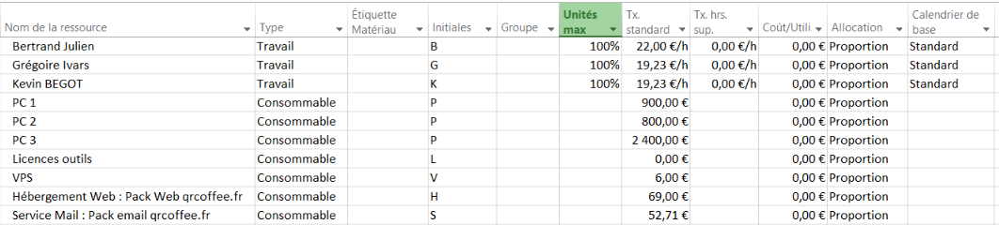 Nom de la ressource Type Étiquette Matériau Initiales Groupe Unités max Tx. standard Tx. hrs. sup. Coût/Utili Allocation Calendrier de base
Bertrand Julien Travail B 100% 22,00 €/h 0,00 €/h 0,00 € Proportion Standard
Grégoire Ivars Travail G 100% 19,23 €/h 0,00 €/h 0,00 € Proportion Standard
Kevin BEGOT Travail K 100% 19,23 €/h 0,00 €/h 0,00 € Proportion Standard
PC 1 Consommable P 900,00 € 0,00 € Proportion
PC 2 Consommable P 800,00 € 0,00 € Proportion
PC 3 Consommable P 2 400,00 € 0,00 € Proportion
Licences outils Consommable L 0,00 € 0,00 € Proportion
VPS Consommable V 6,00 € 0,00 € Proportion
Hébergement Web : Pack Web qrcoffee.fr Consommable H 69,00 € 0,00 € Proportion
Service Mail : Pack email qrcoffee.fr Consommable S 52,71 € 0,00 € Proportion